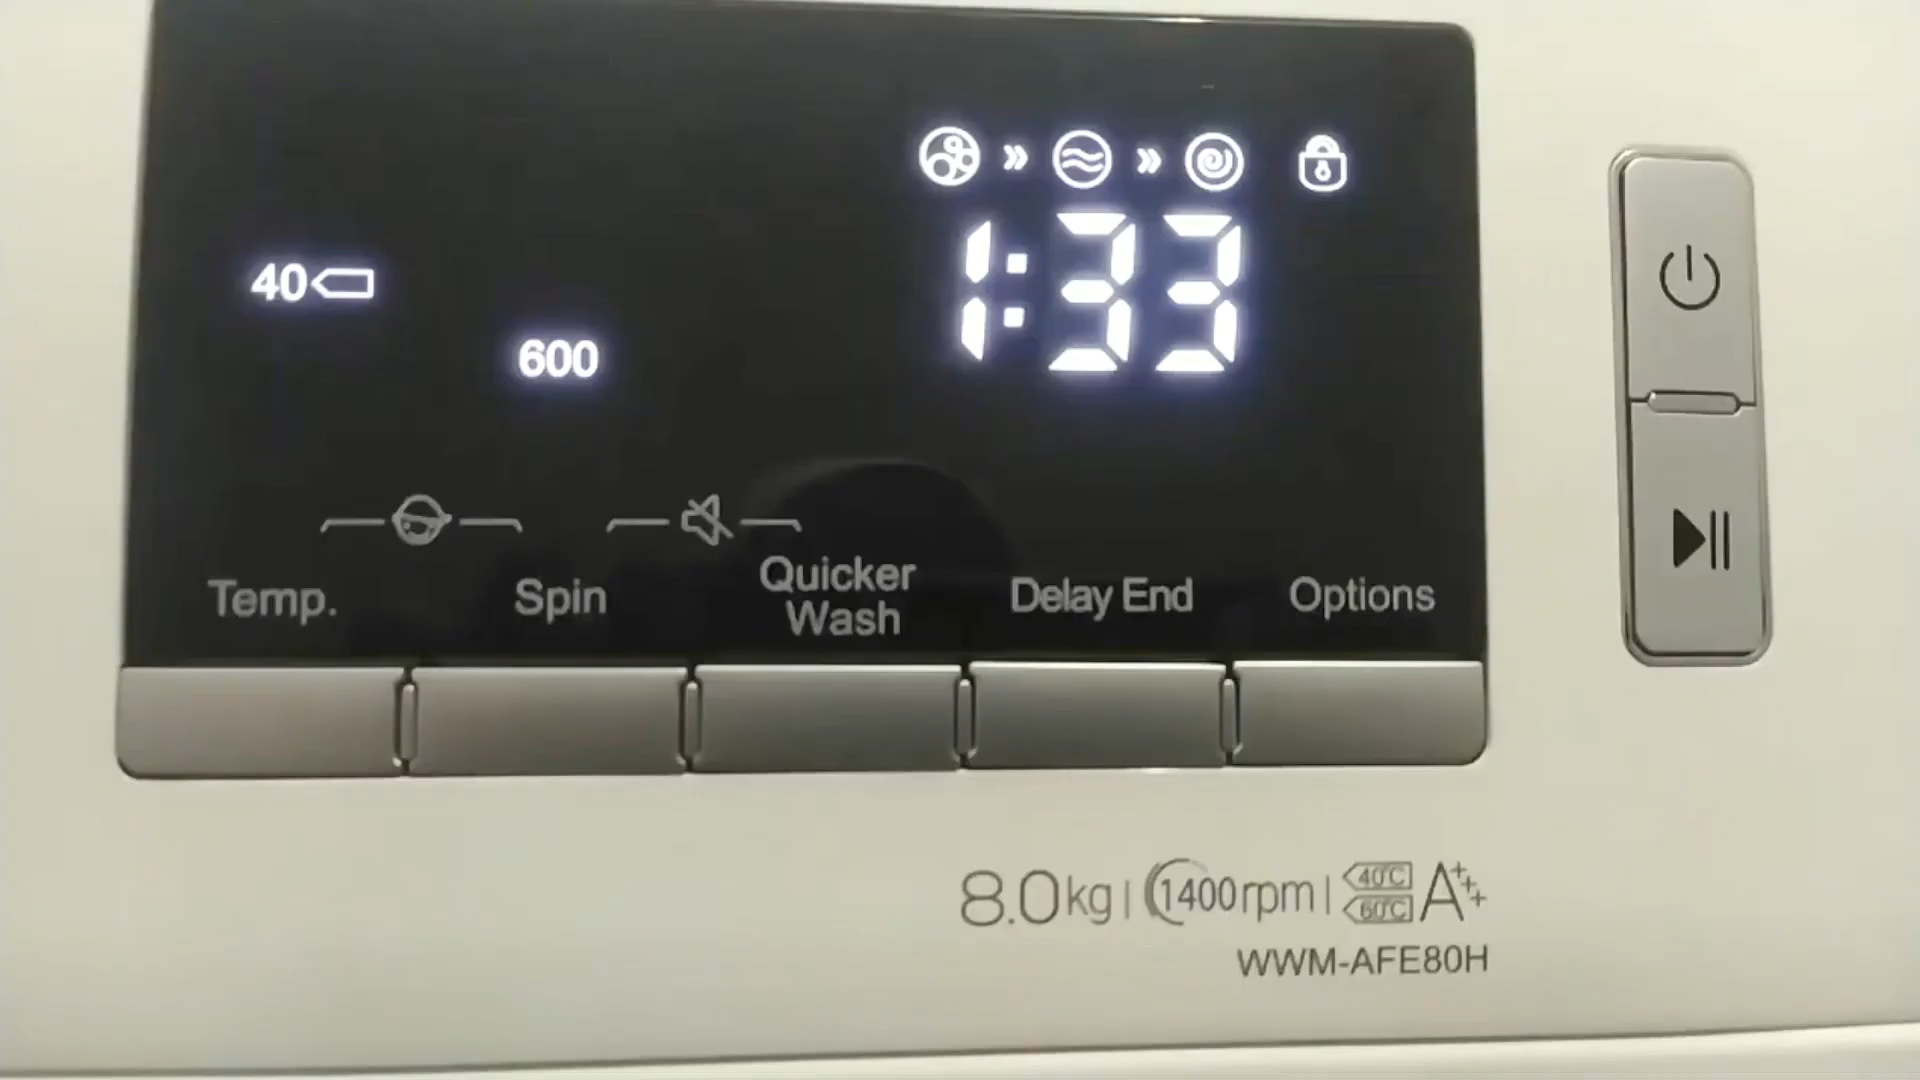 1:33
40
600
Temp.
Spin
Quicker
Wash
Delay End
Options
8.0kg | 1400rpm | 40°C 60°C A+++
WWM-AFE80H